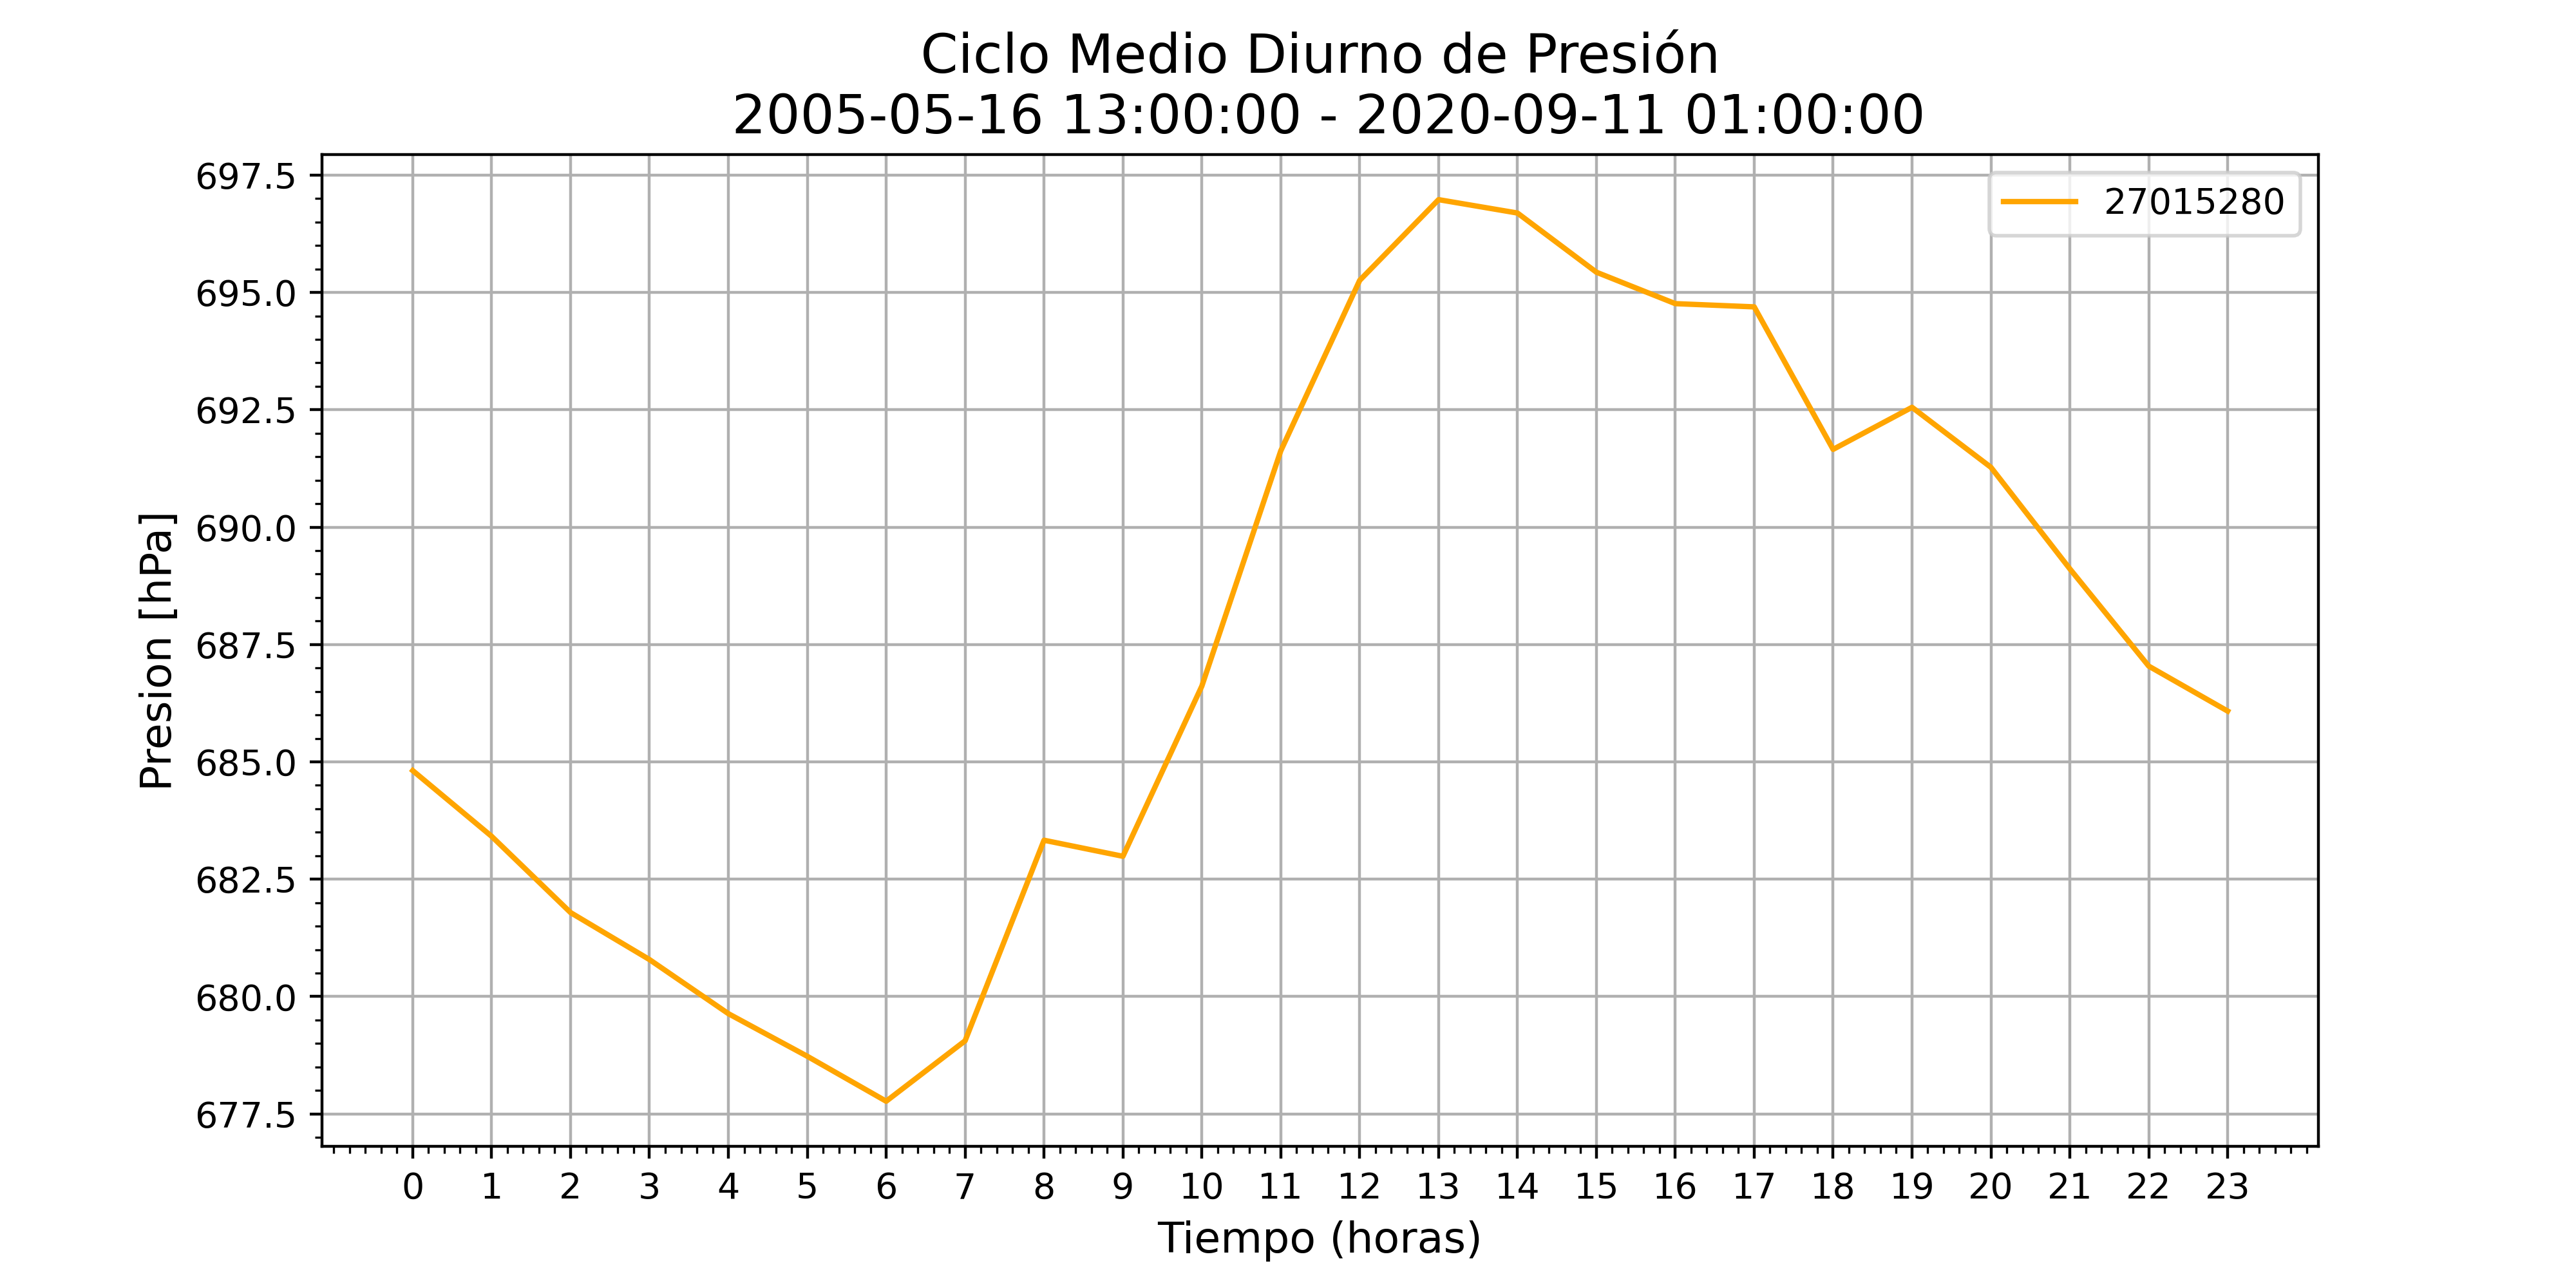 Ciclo Medio Diurno de Presión
2005-05-16 13:00:00 - 2020-09-11 01:00:00
27015280
697.5
695.0
692.5
690.0
687.5
685.0
682.5
680.0
677.5
Presion [hPa]
0 1 2 3 4 5 6 7 8 9 10 11 12 13 14 15 16 17 18 19 20 21 22 23
Tiempo (horas)